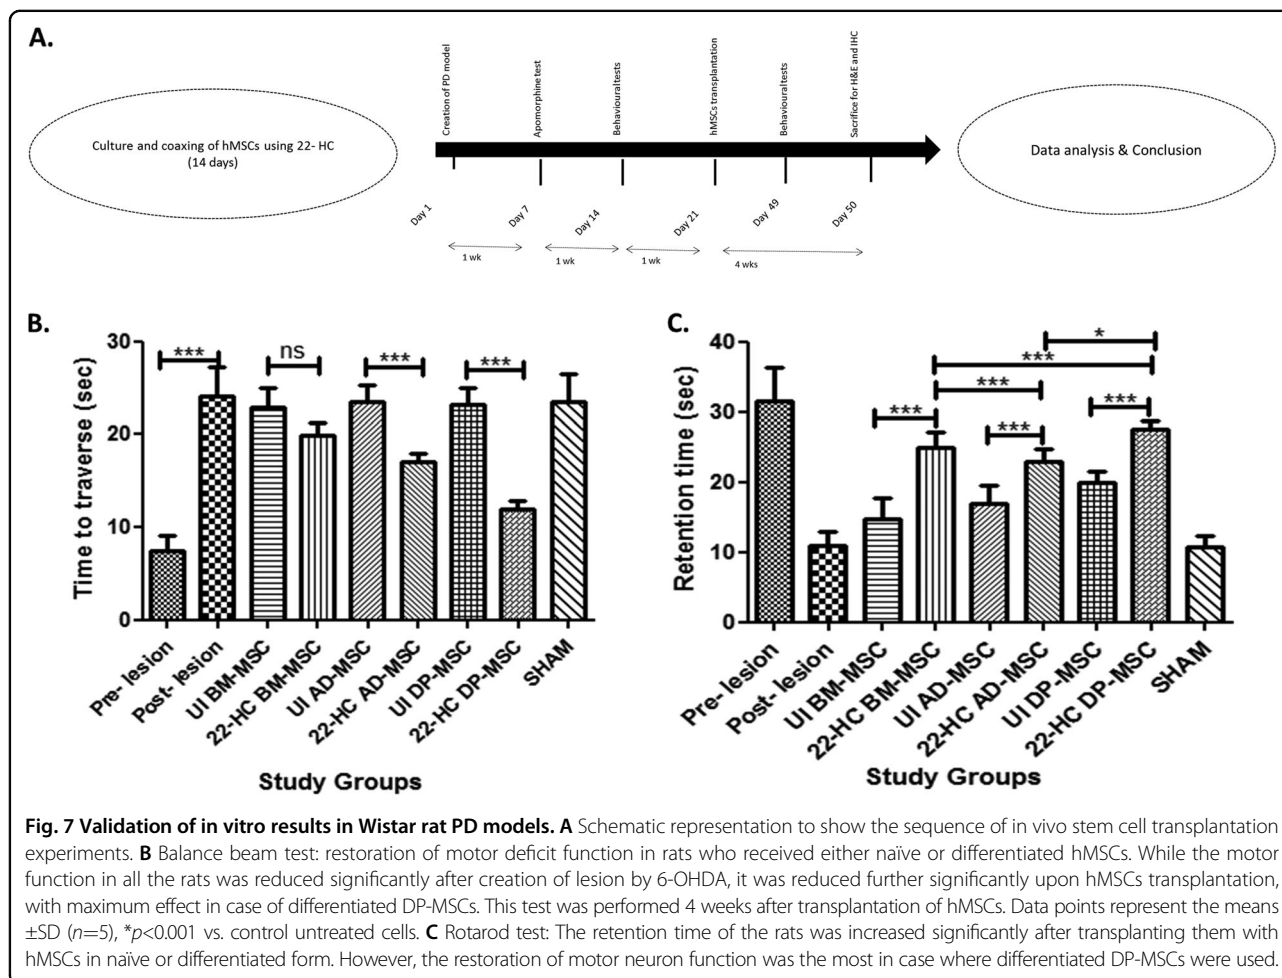 A.
Creation of PD model
Apomorphine test
Behaviouraltests
hMSCs transplantation
Behaviouraltests
Sacrifice for H&E and IHC
Culture and coaxing of hMSCs using 22- HC
(14 days)
Data analysis & Conclusion
Day 1
Day 7
Day 14
Day 21
Day 49
Day 50
1 wk
1 wk
1 wk
4 wks
B.
Time to traverse (sec)
30
20
10
0
***
ns
***
***
Pre- lesion
Post- lesion
UI BM-MSC
22-HC BM-MSC
UI AD-MSC
22-HC AD-MSC
UI DP-MSC
22-HC DP-MSC
SHAM
Study Groups
C.
Retention time (sec)
40
30
20
10
0
*
***
***
***
***
***
Pre- lesion
Post- lesion
UI BM-MSC
22-HC BM-MSC
UI AD-MSC
22-HC AD-MSC
UI DP-MSC
22-HC DP-MSC
SHAM
Study Groups
Fig. 7 Validation of in vitro results in Wistar rat PD models. A Schematic representation to show the sequence of in vivo stem cell transplantation
experiments. B Balance beam test: restoration of motor deficit function in rats who received either naïve or differentiated hMSCs. While the motor
function in all the rats was reduced significantly after creation of lesion by 6-OHDA, it was reduced further significantly upon hMSCs transplantation,
with maximum effect in case of differentiated DP-MSCs. This test was performed 4 weeks after transplantation of hMSCs. Data points represent the means
±SD (n=5), *p<0.001 vs. control untreated cells. C Rotarod test: The retention time of the rats was increased significantly after transplanting them with
hMSCs in naïve or differentiated form. However, the restoration of motor neuron function was the most in case where differentiated DP-MSCs were used.